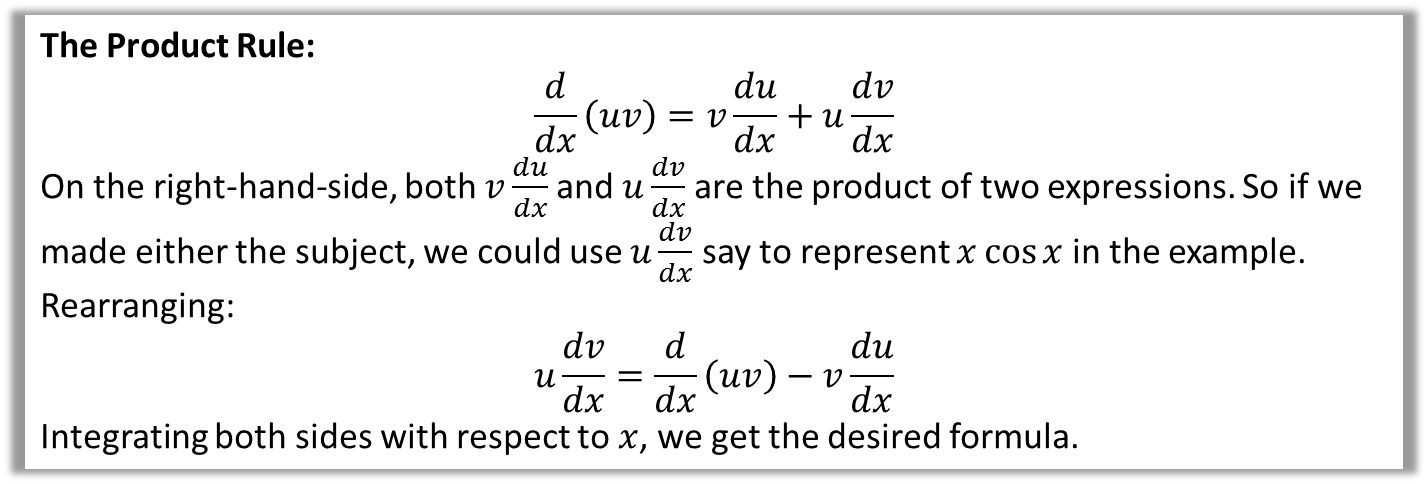 The Product Rule:
d/dx (uv) = v du/dx + u dv/dx
On the right-hand-side, both v du/dx and u dv/dx are the product of two expressions. So if we
made either the subject, we could use u dv/dx say to represent x cos x in the example.
Rearranging:
u dv/dx = d/dx (uv) − v du/dx
Integrating both sides with respect to x, we get the desired formula.